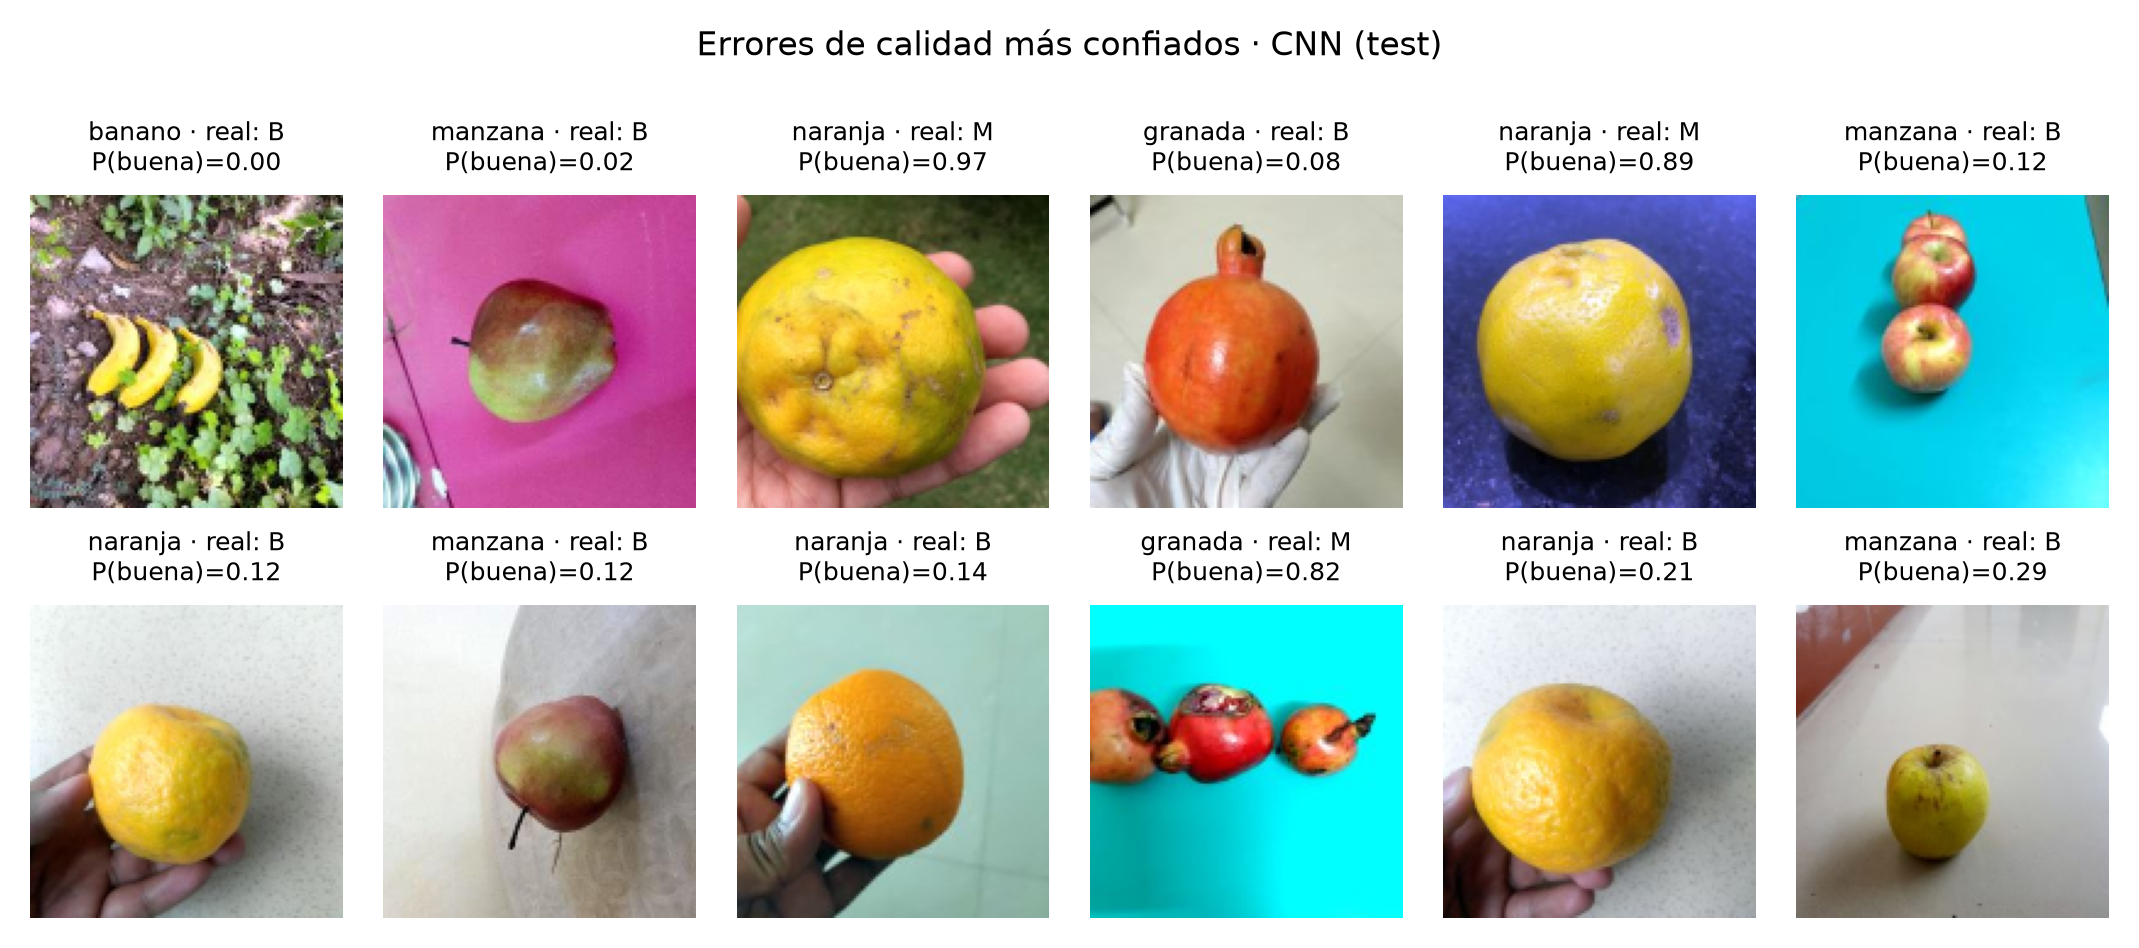 Errores de calidad más confiados · CNN (test)
banano · real: B
P(buena)=0.00
manzana · real: B
P(buena)=0.02
naranja · real: M
P(buena)=0.97
granada · real: B
P(buena)=0.08
naranja · real: M
P(buena)=0.89
manzana · real: B
P(buena)=0.12
naranja · real: B
P(buena)=0.12
manzana · real: B
P(buena)=0.12
naranja · real: B
P(buena)=0.14
granada · real: M
P(buena)=0.82
naranja · real: B
P(buena)=0.21
manzana · real: B
P(buena)=0.29